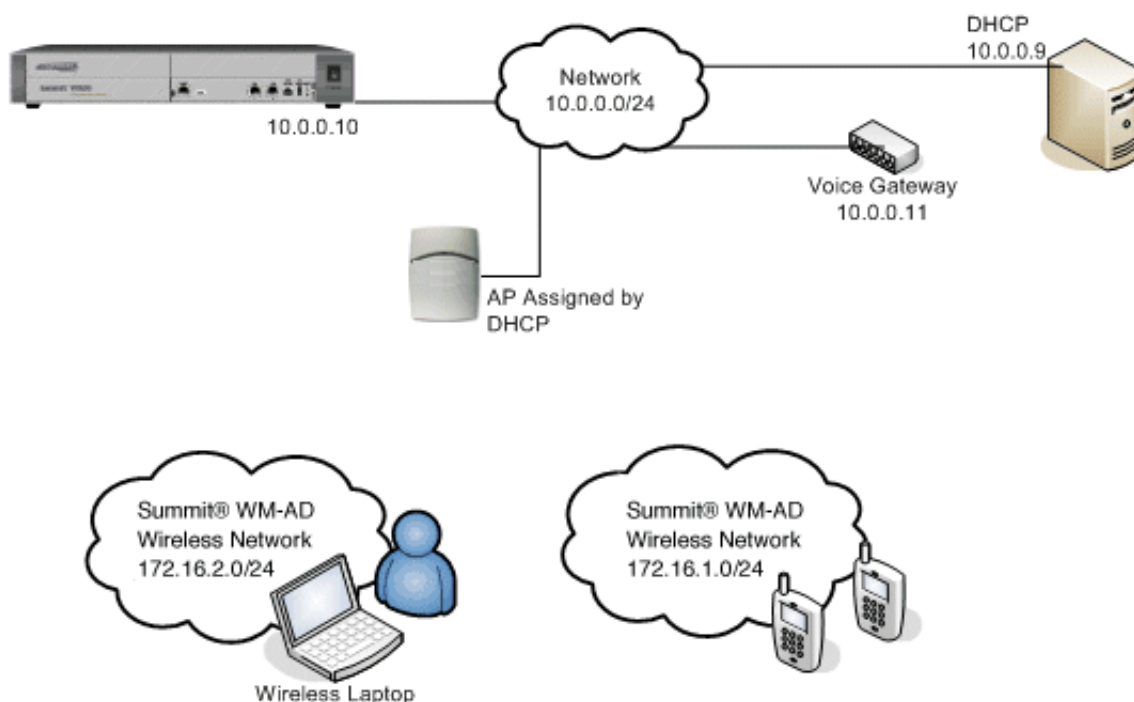 DHCP
10.0.0.9
Network
10.0.0.0/24
10.0.0.10
Voice Gateway
10.0.0.11
AP Assigned by
DHCP
Summit® WM-AD
Wireless Network
172.16.2.0/24
Wireless Laptop
Summit® WM-AD
Wireless Network
172.16.1.0/24